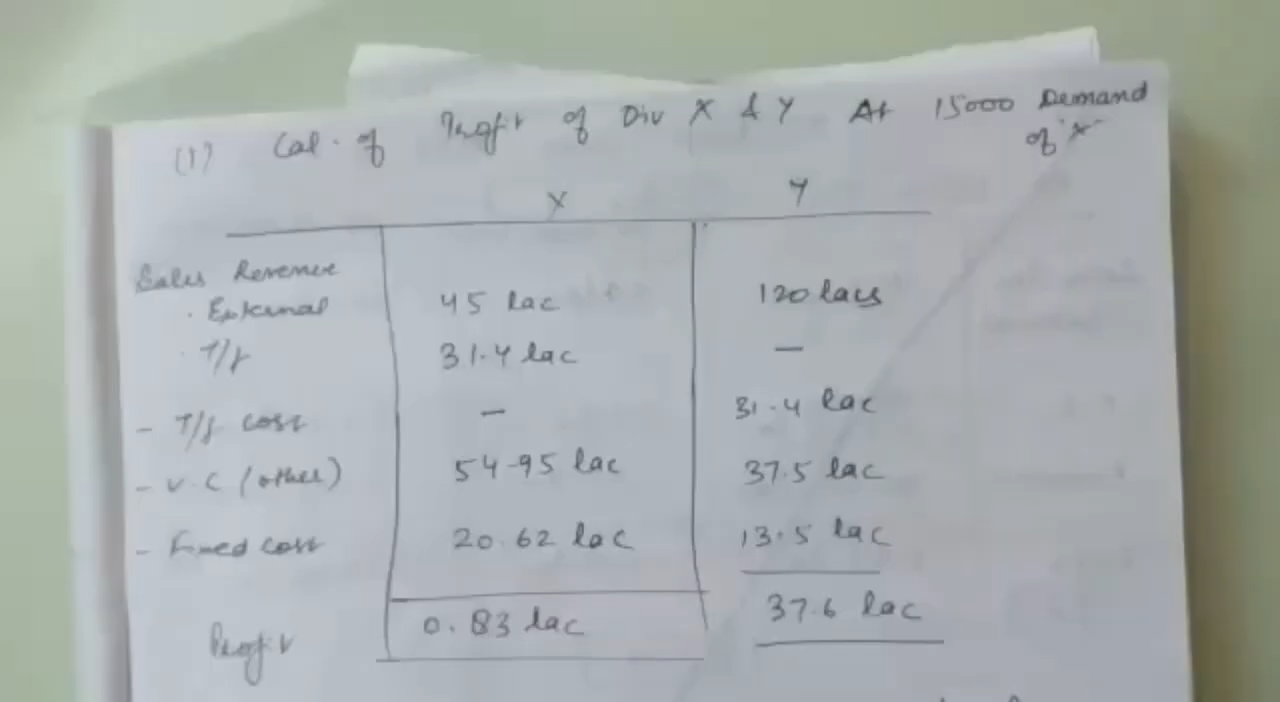 (1) Cal. of Profit of Div X & Y At 15000 Demand of 'X'
X Y
Sales Revenue
. External 45 lac 120 lacs
. T/f 31.4 lac —
- T/f cost — 31.4 lac
- V.C (other) 54.95 lac 37.5 lac
- Fixed cost 20.62 lac 13.5 lac
Profit 0.83 lac 37.6 lac